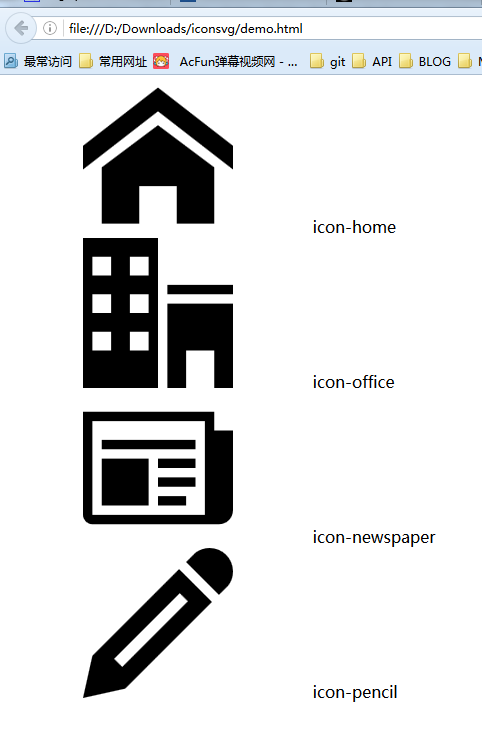 file:///D:/Downloads/iconsvg/demo.html
最常访问 常用网址 AcFun弹幕视频网 - ... git API BLOG
icon-home
icon-office
icon-newspaper
icon-pencil